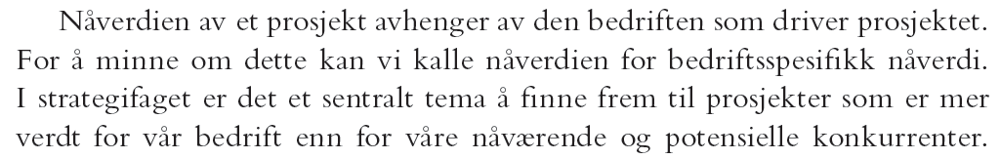 Nåverdien av et prosjekt avhenger av den bedriften som driver prosjektet.
For å minne om dette kan vi kalle nåverdien for bedriftsspesifikk nåverdi.
I strategifaget er det et sentralt tema å finne frem til prosjekter som er mer
verdt for vår bedrift enn for våre nåværende og potensielle konkurrenter.